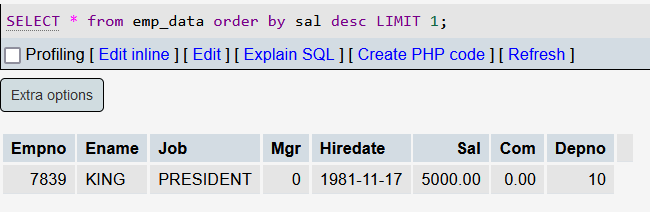 SELECT * from emp_data order by sal desc LIMIT 1;
Profiling [ Edit inline ] [ Edit ] [ Explain SQL ] [ Create PHP code ] [ Refresh ]
Extra options
Empno Ename Job Mgr Hiredate Sal Com Depno
7839 KING PRESIDENT 0 1981-11-17 5000.00 0.00 10